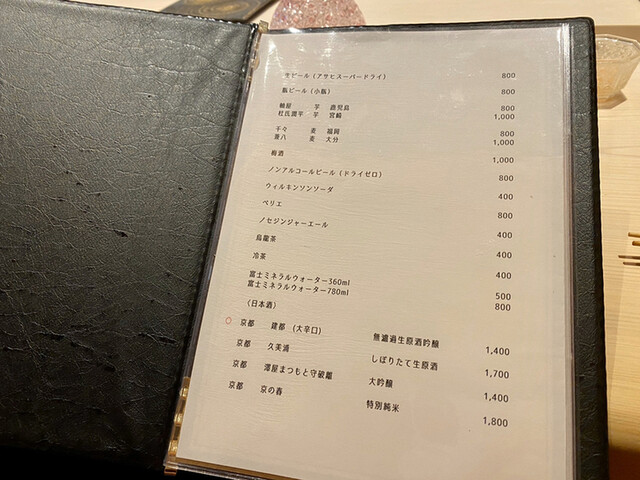 生ビール(アサヒスーパードライ) 800
瓶ビール(小瓶) 800
鶴屋 芋 鹿児島 800
杜氏潤平 芋 宮崎 1,000
千々 麦 福岡 800
兼八 麦 大分 1,000
梅酒 1,000
ノンアルコールビール(ドライゼロ) 800
ウィルキンソンソーダ 400
ペリエ 800
ノセジンジャーエール 400
烏龍茶 400
冷茶 400
富士ミネラルウォーター360ml 500
富士ミネラルウォーター780ml 800
〈日本酒〉
京都 建都 (大辛口) 無濾過生原酒吟醸 1,400
京都 久美浦 しぼりたて生原酒 1,700
京都 澤屋まつもと守破離 大吟醸 1,400
京都 京の春 特別純米 1,800